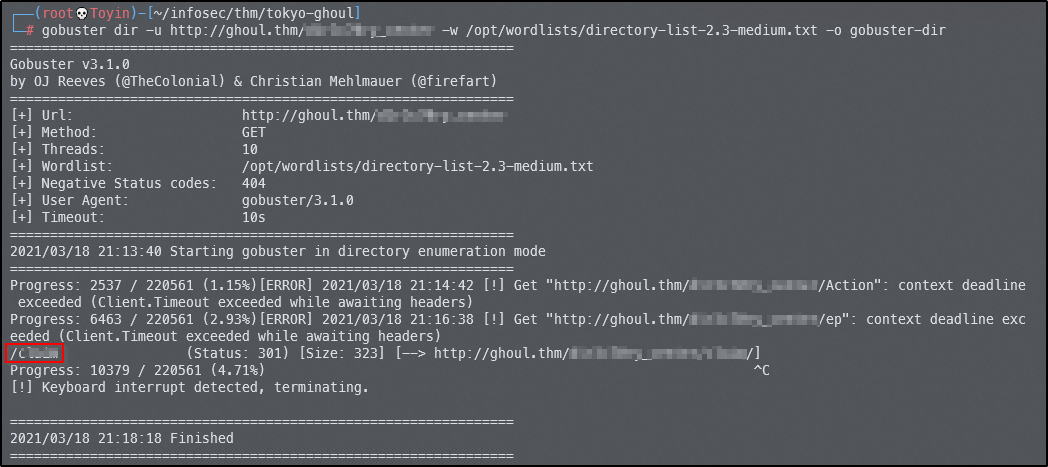 ┌──(root💀Toyin)-[~/infosec/thm/tokyo-ghoul]
└─# gobuster dir -u http://ghoul.thm/ -w /opt/wordlists/directory-list-2.3-medium.txt -o gobuster-dir
===============================================================
Gobuster v3.1.0
by OJ Reeves (@TheColonial) & Christian Mehlmauer (@firefart)
===============================================================
[+] Url:                     http://ghoul.thm/
[+] Method:                  GET
[+] Threads:                 10
[+] Wordlist:                /opt/wordlists/directory-list-2.3-medium.txt
[+] Negative Status codes:   404
[+] User Agent:              gobuster/3.1.0
[+] Timeout:                 10s
===============================================================
2021/03/18 21:13:40 Starting gobuster in directory enumeration mode
===============================================================
Progress: 2537 / 220561 (1.15%)[ERROR] 2021/03/18 21:14:42 [!] Get "http://ghoul.thm/ /Action": context deadline
 exceeded (Client.Timeout exceeded while awaiting headers)
Progress: 6463 / 220561 (2.93%)[ERROR] 2021/03/18 21:16:38 [!] Get "http://ghoul.thm/ /ep": context deadline exc
eeded (Client.Timeout exceeded while awaiting headers)
/ (Status: 301) [Size: 323] [--> http://ghoul.thm/ /]
Progress: 10379 / 220561 (4.71%) ^C
[!] Keyboard interrupt detected, terminating.
===============================================================
2021/03/18 21:18:18 Finished
===============================================================